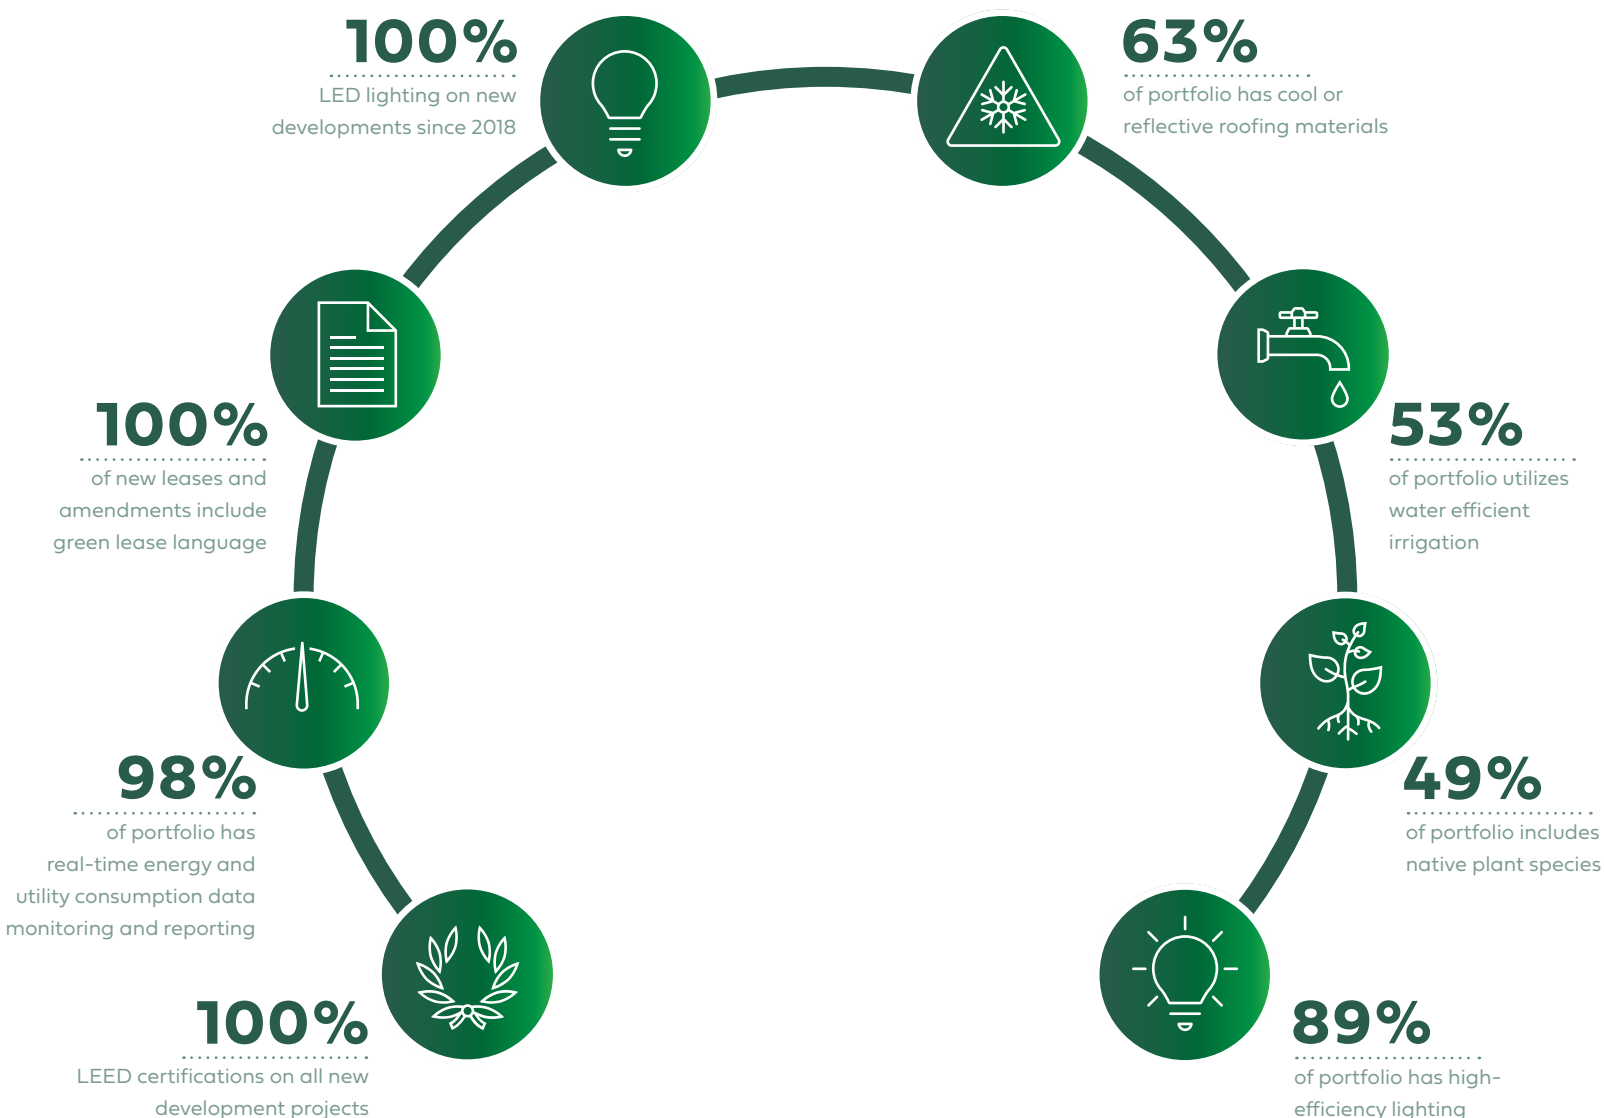 100%
LED lighting on new
developments since 2018
63%
of portfolio has cool or
reflective roofing materials
100%
of new leases and
amendments include
green lease language
53%
of portfolio utilizes
water efficient
irrigation
98%
of portfolio has
real-time energy and
utility consumption data
monitoring and reporting
49%
of portfolio includes
native plant species
100%
LEED certifications on all new
development projects
89%
of portfolio has high-
efficiency lighting